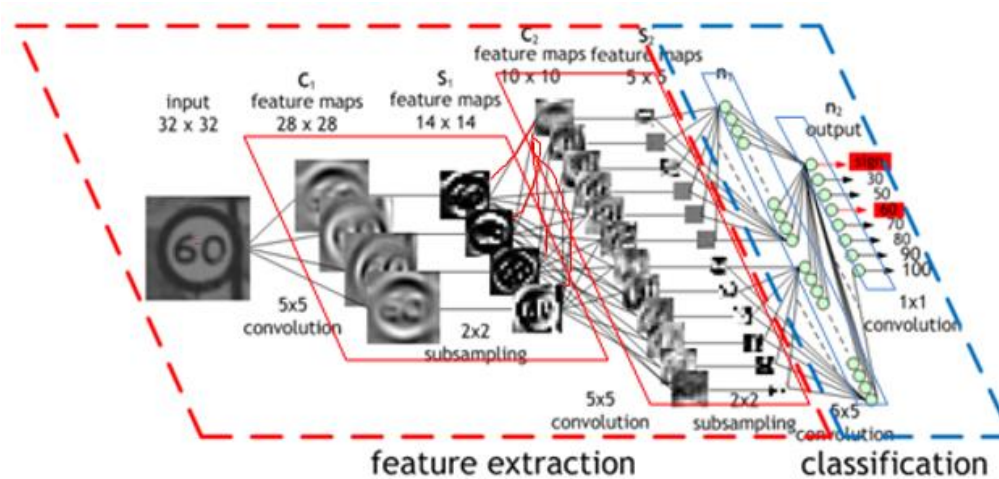 C2
S2
feature maps feature maps
10 x 10
5 x 5
n1
C1
S1
input
feature maps
feature maps
32 x 32
28 x 28
14 x 14
n2
output
sign
30
50
60
70
80
90
100
60
5x5
convolution
2x2
subsampling
1x1
convolution
5x5
convolution
2x2
subsampling
5x5
convolution
feature extraction
classification